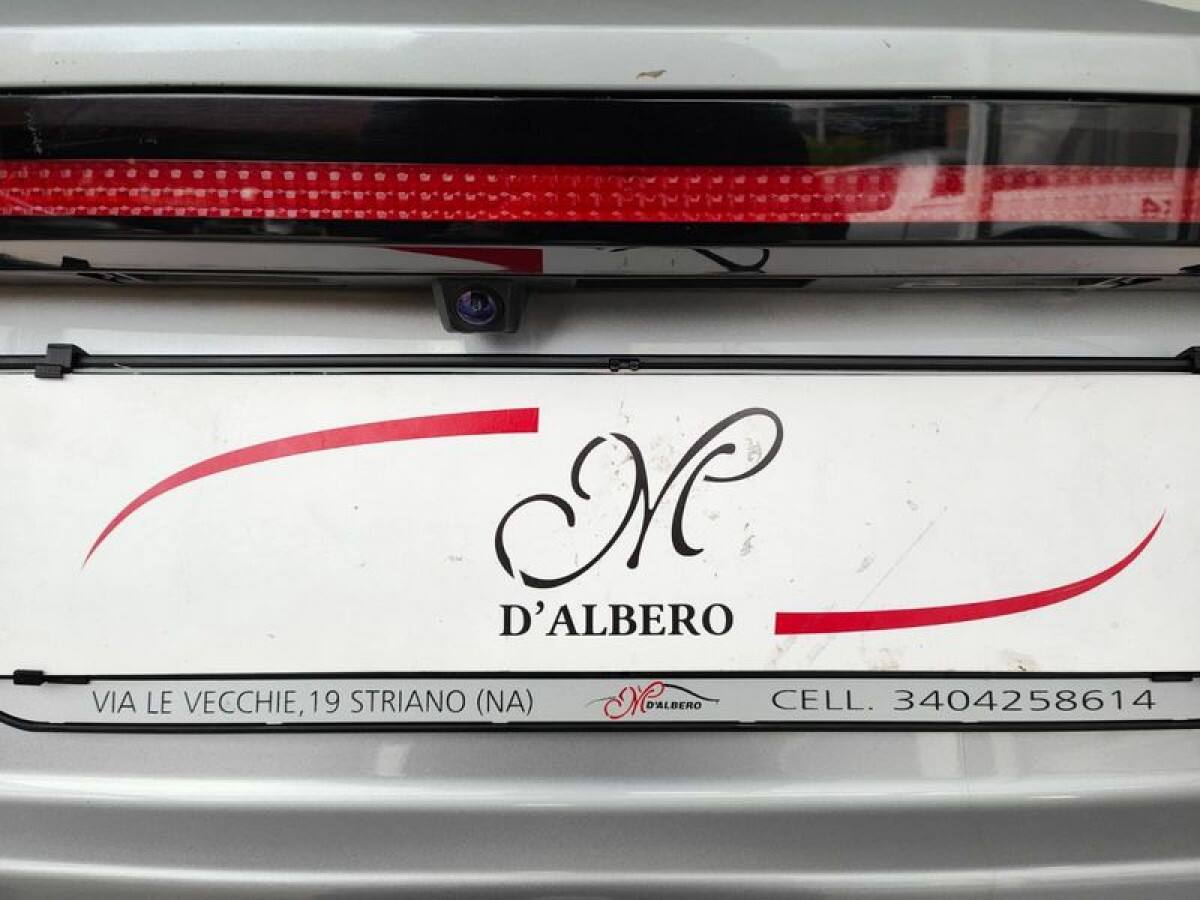 M
D'ALBERO
VIA LE VECCHIE,19 STRIANO (NA)
M D'ALBERO
CELL. 3404258614